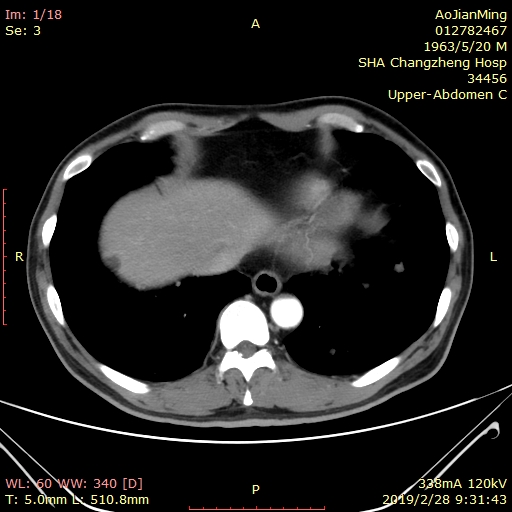 Im: 1/18
Se: 3
A
AoJianMing
012782467
1963/5/20 M
SHA Changzheng Hosp
34456
Upper-Abdomen C
R
L
WL: 60 WW: 340 [D]
T: 5.0mm L: 510.8mm
P
338mA 120kV
2019/2/28 9:31:43